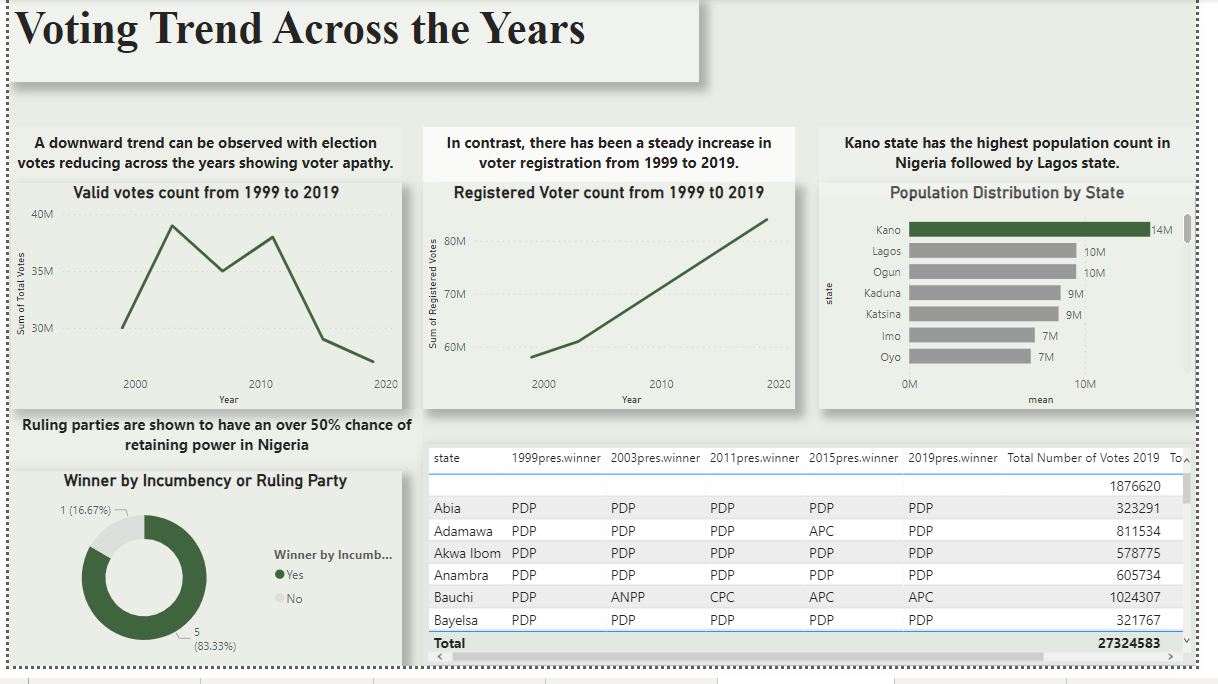 Voting Trend Across the Years
A downward trend can be observed with election
votes reducing across the years showing voter apathy.
Valid votes count from 1999 to 2019
40M
35M
30M
Sum of Total Votes
2000 2010 2020
Year
In contrast, there has been a steady increase in
voter registration from 1999 to 2019.
Registered Voter count from 1999 t0 2019
80M
70M
60M
Sum of Registered Votes
2000 2010 2020
Year
Kano state has the highest population count in
Nigeria followed by Lagos state.
Population Distribution by State
state
Kano 14M
Lagos 10M
Ogun 10M
Kaduna 9M
Katsina 9M
Imo 7M
Oyo 7M
0M 10M
mean
Ruling parties are shown to have an over 50% chance of
retaining power in Nigeria
Winner by Incumbency or Ruling Party
1 (16.67%)
5
(83.33%)
Winner by Incumb...
Yes
No
state 1999pres.winner 2003pres.winner 2011pres.winner 2015pres.winner 2019pres.winner Total Number of Votes 2019 To
1876620
Abia PDP PDP PDP PDP PDP 323291
Adamawa PDP PDP PDP APC PDP 811534
Akwa Ibom PDP PDP PDP PDP PDP 578775
Anambra PDP PDP PDP PDP PDP 605734
Bauchi PDP ANPP CPC APC APC 1024307
Bayelsa PDP PDP PDP PDP PDP 321767
Total 27324583